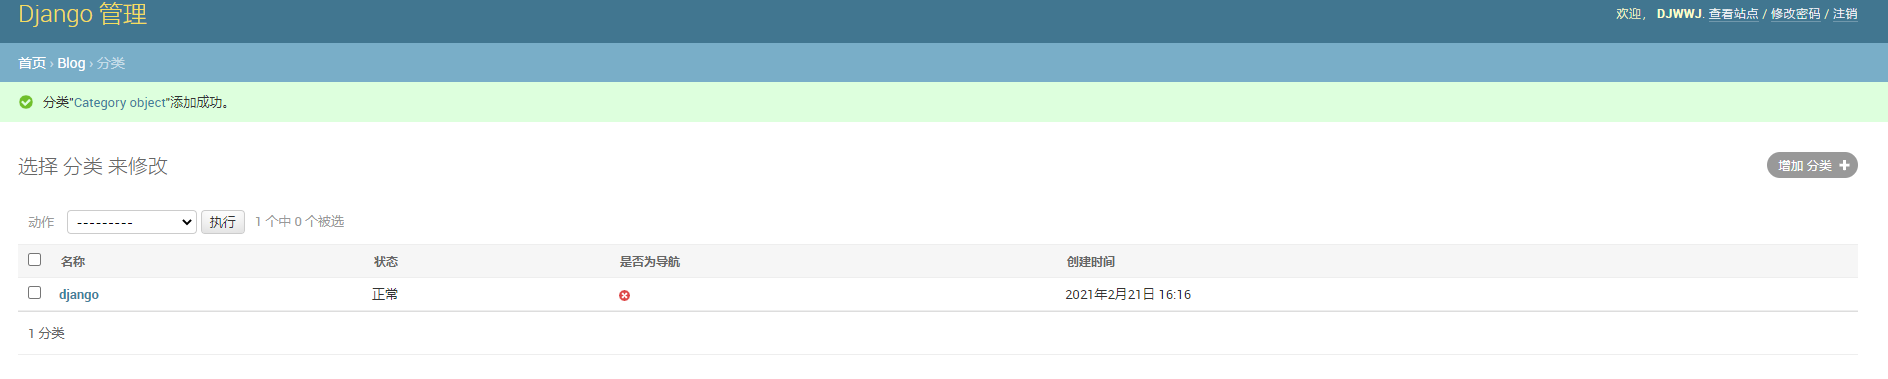 Django 管理
欢迎， DJWWJ. 查看站点 / 修改密码 / 注销
首页 › Blog › 分类
分类"Category object"添加成功。
选择 分类 来修改
增加 分类
动作 --------- 执行 1 个中 0 个被选
名称 状态 是否为导航 创建时间
django 正常 2021年2月21日 16:16
1 分类